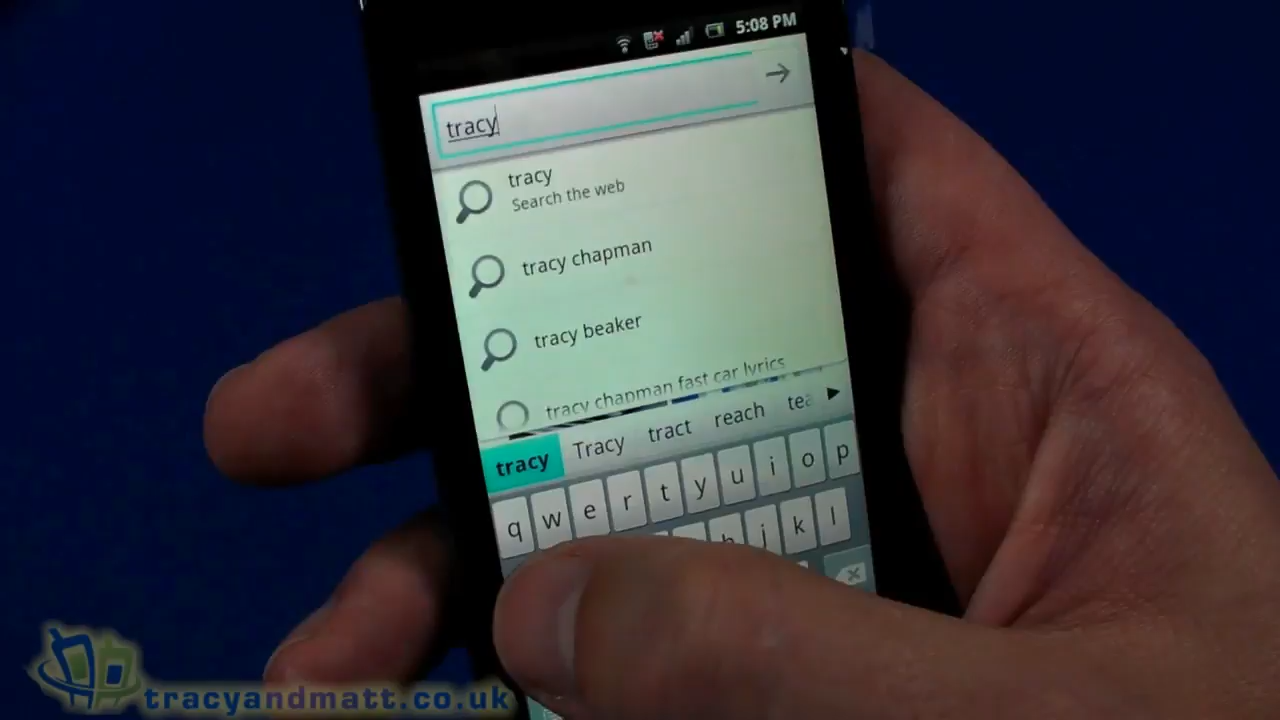 5:08 PM
tracy
tracy
Search the web
tracy chapman
tracy beaker
tracy chapman fast car lyrics
tracy Tracy tract reach tea
q w e r t y u i o p
h j k l
tracyandmatt.co.uk